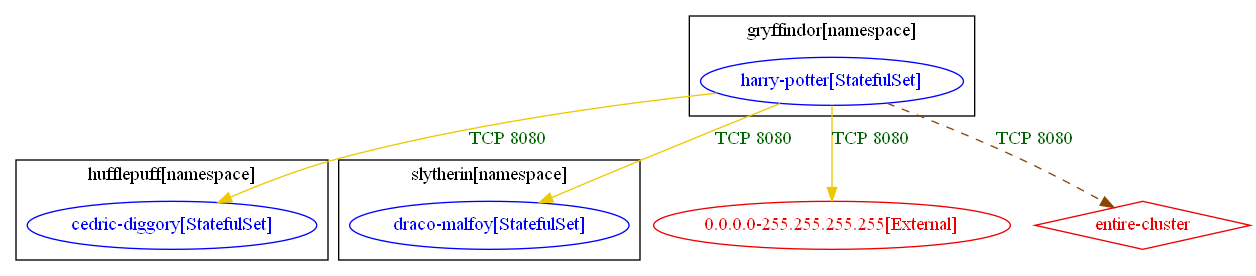 gryffindor[namespace]
harry-potter[StatefulSet]
TCP 8080
TCP 8080
TCP 8080
TCP 8080
hufflepuff[namespace]
slytherin[namespace]
cedric-diggory[StatefulSet]
draco-malfoy[StatefulSet]
0.0.0.0-255.255.255.255[External]
entire-cluster